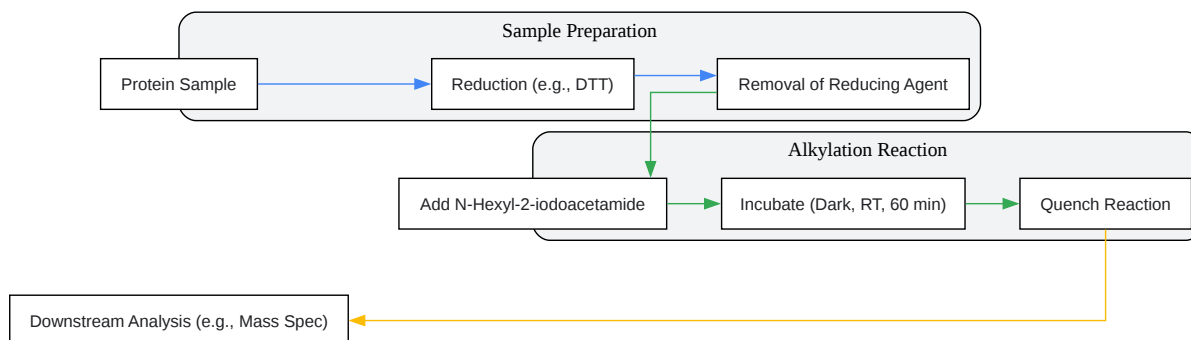 Sample Preparation
Protein Sample
Reduction (e.g., DTT)
Removal of Reducing Agent
Alkylation Reaction
Add N-Hexyl-2-iodoacetamide
Incubate (Dark, RT, 60 min)
Quench Reaction
Downstream Analysis (e.g., Mass Spec)